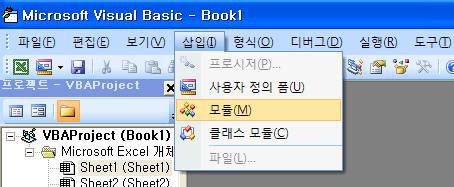 Microsoft Visual Basic - Book1
파일(F) 편집(E) 보기(V) 삽입(I) 형식(O) 디버그(D) 실행(R) 도구(T)
프로시저(P)...
프로젝트 - VBAProject
사용자 정의 폼(U)
모듈(M)
클래스 모듈(C)
VBAProject (Book1)
Microsoft Excel 개체
파일(L)...
Sheet1 (Sheet1)
Sheet2 (Sheet2)